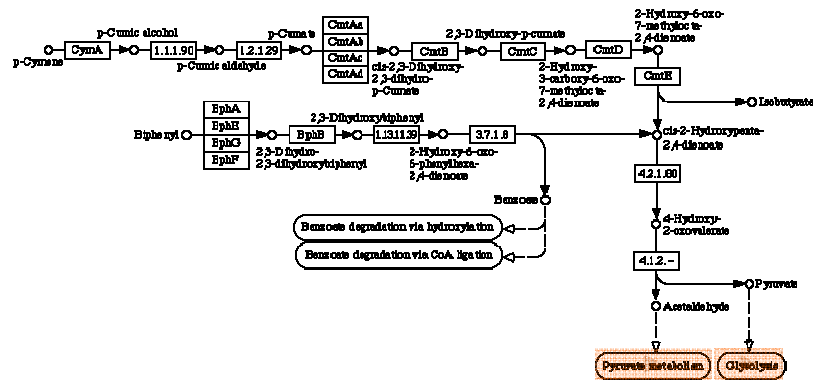 p-Cymene
CymA
p-Cumic alcohol
1.1.1.90
p-Cumic aldehyde
1.2.1.29
p-Cumate
CmtAa
CmtAb
CmtAc
CmtAd
cis-2,3-Dihydroxy-
2,3-dihydro-
p-Cumate
CmtB
2,3-Dihydroxy-p-cumate
CmtC
2-Hydroxy-
3-carboxy-6-oxo-
7-methylocta-
2,4-dienoate
CmtD
2-Hydroxy-6-oxo-
7-methylocta-
2,4-dienoate
CmtE
Isobutyrate
Biphenyl
BphA
BphE
BphG
BphF
2,3-Dihydro-
2,3-dihydroxybiphenyl
BphB
2,3-Dihydroxybiphenyl
1.13.11.39
2-Hydroxy-6-oxo-
6-phenylhexa-
2,4-dienoate
3.7.1.8
cis-2-Hydroxypenta-
2,4-dienoate
Benzoate
Benzoate degradation via hydroxylation
Benzoate degradation via CoA ligation
4.2.1.80
4-Hydroxy-
2-oxovalerate
4.1.2.-
Pyruvate
Acetaldehyde
Pyruvate metabolism
Glycolysis